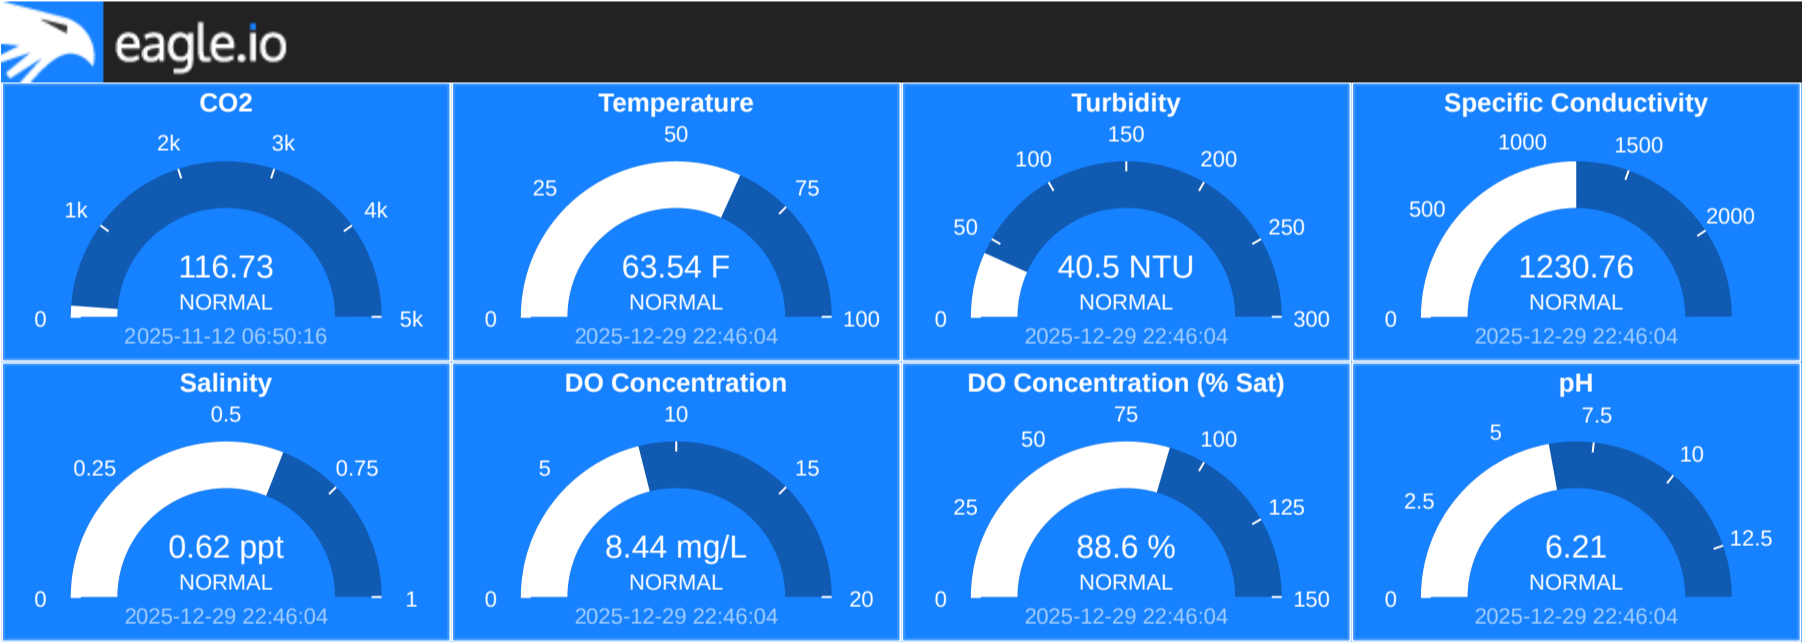 eagle.io
CO2
0
1k
2k
3k
4k
5k
116.73
NORMAL
2025-11-12 06:50:16
Temperature
0
25
50
75
100
63.54 F
NORMAL
2025-12-29 22:46:04
Turbidity
0
50
100
150
200
250
300
40.5 NTU
NORMAL
2025-12-29 22:46:04
Specific Conductivity
0
500
1000
1500
2000
1230.76
NORMAL
2025-12-29 22:46:04
Salinity
0
0.25
0.5
0.75
1
0.62 ppt
NORMAL
2025-12-29 22:46:04
DO Concentration
0
5
10
15
20
8.44 mg/L
NORMAL
2025-12-29 22:46:04
DO Concentration (% Sat)
0
25
50
75
100
125
150
88.6 %
NORMAL
2025-12-29 22:46:04
pH
0
2.5
5
7.5
10
12.5
6.21
NORMAL
2025-12-29 22:46:04